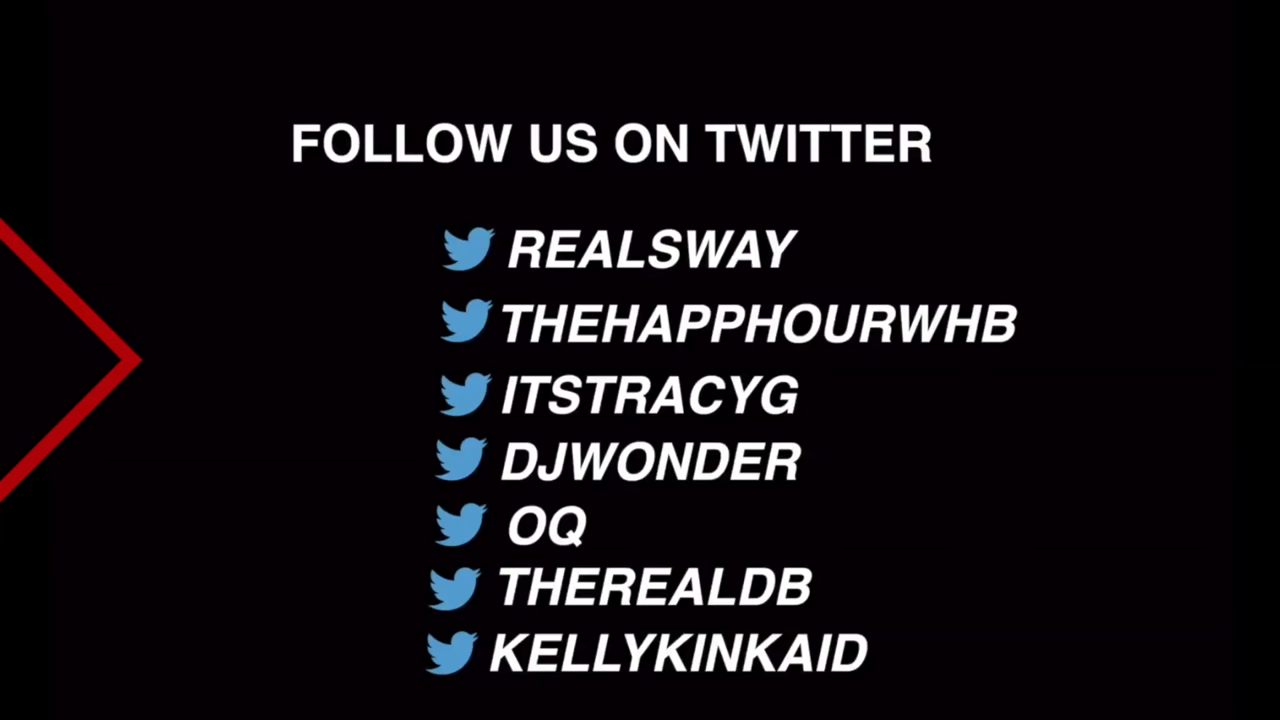 FOLLOW US ON TWITTER
REALSWAY
THEHAPPHOURWHB
ITSTRACYG
DJWONDER
OQ
THEREALDB
KELLYKINKAID